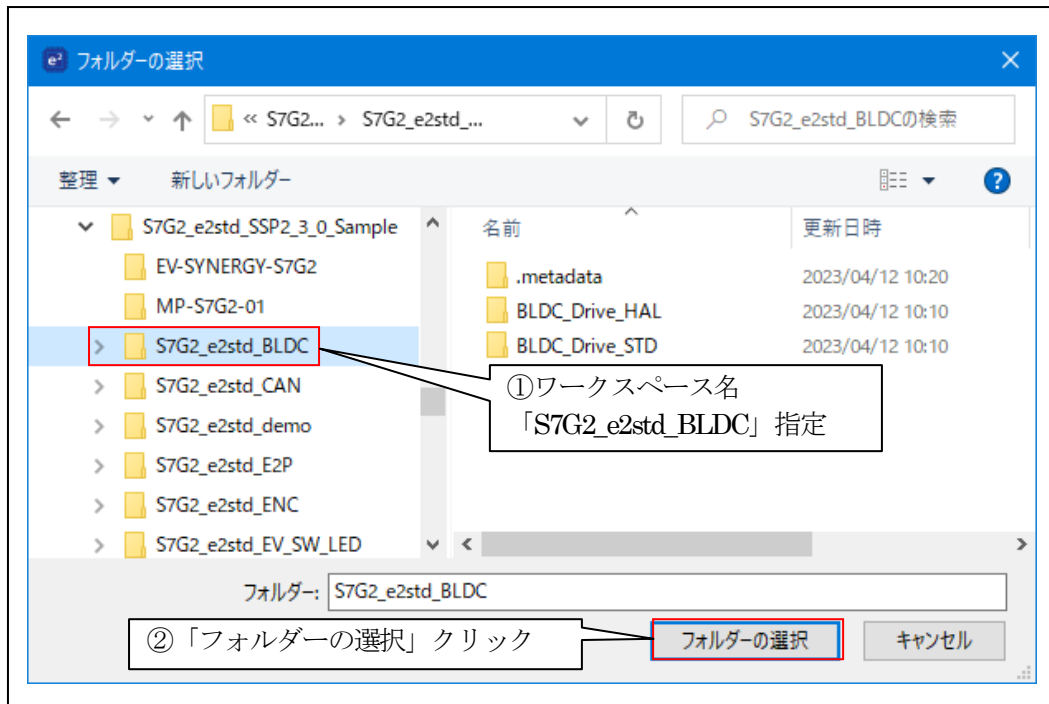 e² フォルダーの選択
« S7G2... › S7G2_e2std_...
S7G2_e2std_BLDCの検索
整理 新しいフォルダー
S7G2_e2std_SSP2_3_0_Sample
EV-SYNERGY-S7G2
MP-S7G2-01
S7G2_e2std_BLDC
S7G2_e2std_CAN
S7G2_e2std_demo
S7G2_e2std_E2P
S7G2_e2std_ENC
S7G2_e2std_EV_SW_LED
名前 更新日時
.metadata 2023/04/12 10:20
BLDC_Drive_HAL 2023/04/12 10:10
BLDC_Drive_STD 2023/04/12 10:10
①ワークスペース名
「S7G2_e2std_BLDC」指定
フォルダー: S7G2_e2std_BLDC
②「フォルダーの選択」クリック
フォルダーの選択 キャンセル